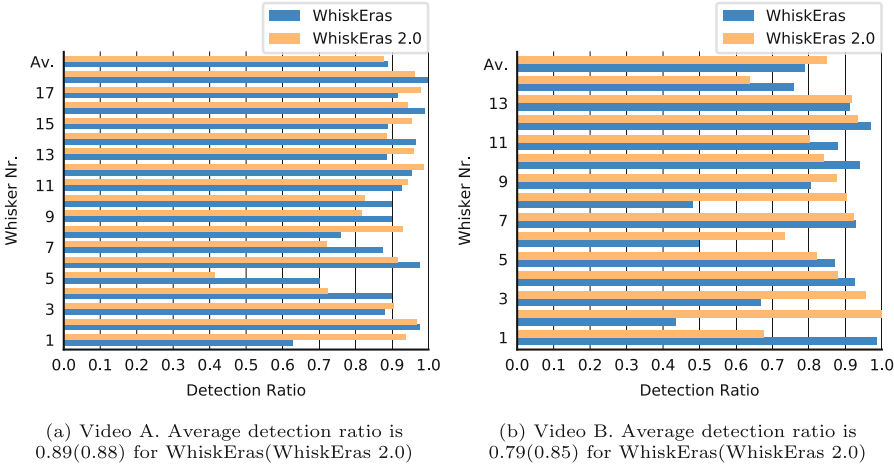 WhiskEras
WhiskEras 2.0
Av.
17
15
13
11
9
7
5
3
1
Whisker Nr.
0.0 0.1 0.2 0.3 0.4 0.5 0.6 0.7 0.8 0.9 1.0
Detection Ratio
(a) Video A. Average detection ratio is
0.89(0.88) for WhiskEras(WhiskEras 2.0)
WhiskEras
WhiskEras 2.0
Av.
13
11
9
7
5
3
1
Whisker Nr.
0.0 0.1 0.2 0.3 0.4 0.5 0.6 0.7 0.8 0.9 1.0
Detection Ratio
(b) Video B. Average detection ratio is
0.79(0.85) for WhiskEras(WhiskEras 2.0)